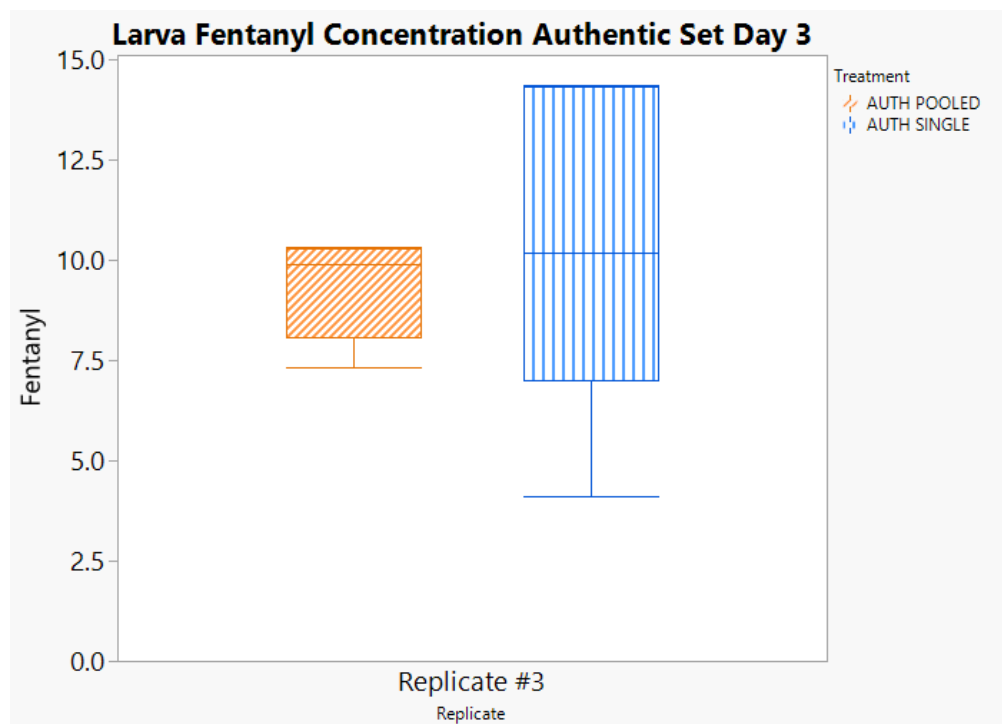 Larva Fentanyl Concentration Authentic Set Day 3
15.0
12.5
10.0
7.5
5.0
2.5
0.0
Fentanyl
Replicate #3
Replicate
Treatment
AUTH POOLED
AUTH SINGLE